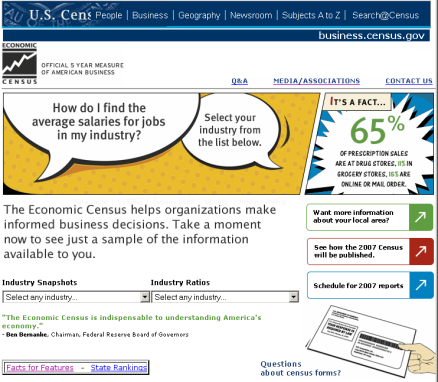 U.S. Cens
People | Business | Geography | Newsroom | Subjects A to Z | Search@Census
business.census.gov
ECONOMIC
CENSUS
OFFICIAL 5 YEAR MEASURE
OF AMERICAN BUSINESS
Q&A
MEDIA/ASSOCIATIONS
CONTACT US
How do I find the
average salaries for jobs
in my industry?
Select your
industry from
the list below.
IT'S A FACT...
65%
OF PRESCRIPTION SALES
ARE AT DRUG STORES, 11% IN
GROCERY STORES, 16% ARE
ONLINE OR MAIL ORDER.
The Economic Census helps organizations make
informed business decisions. Take a moment
now to see just a sample of the information
available to you.
Want more information
about your local area?
See how the 2007 Census
will be published.
Schedule for 2007 reports
Industry Snapshots
Industry Ratios
Select any industry...
Select any industry...
"The Economic Census is indispensable to understanding America's
economy."
- Ben Bernanke, Chairman, Federal Reserve Board of Governors
Facts for Features - State Rankings
Questions
about census forms?